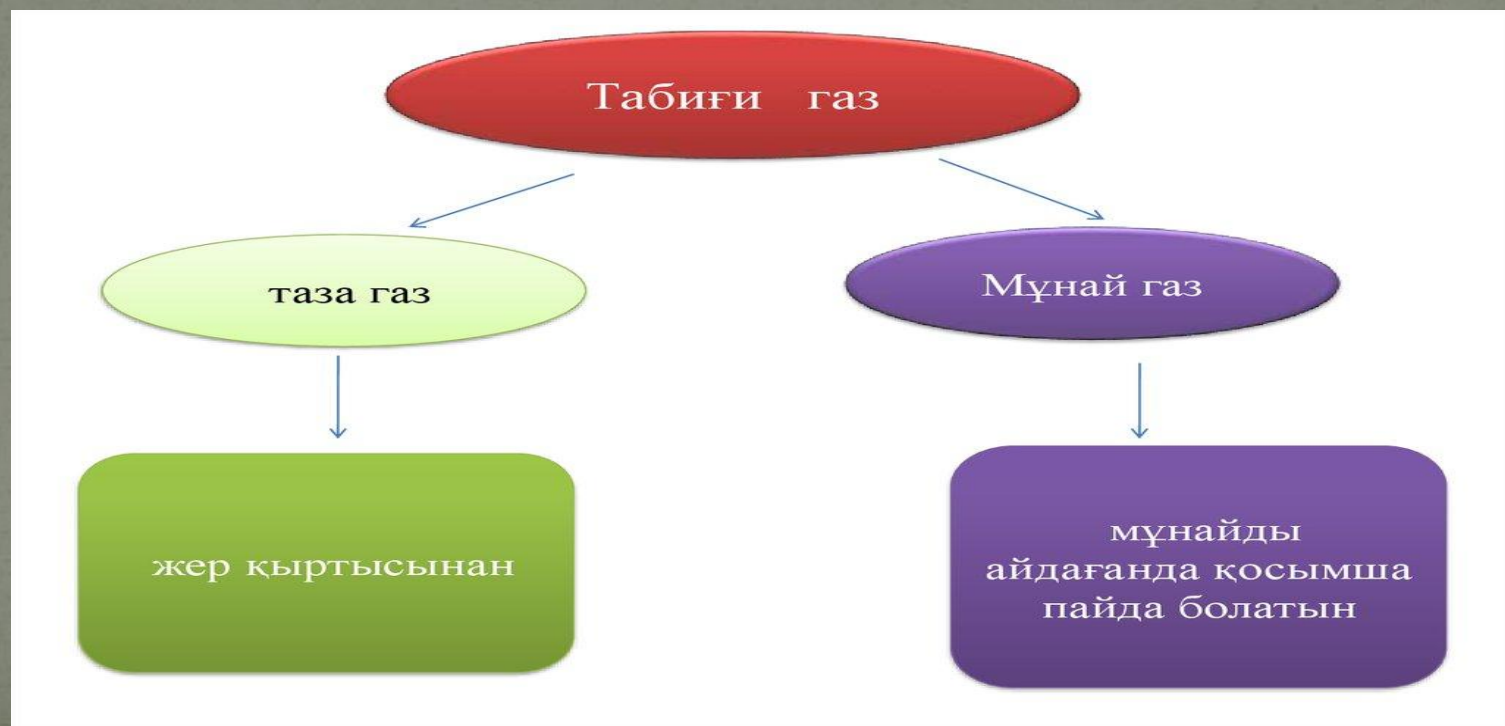 Табиғи газ
таза газ
Мұнай газ
жер қыртысынан
мұнайды
айдағанда қосымша
пайда болатын